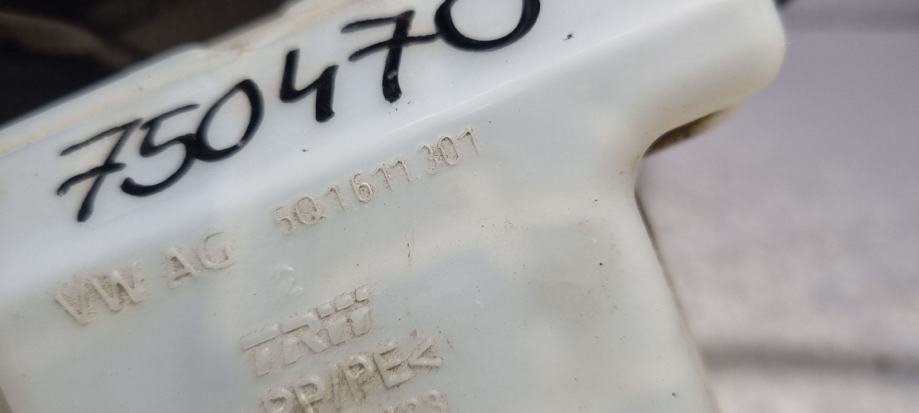 750470
VW AG 5Q1611301
2
TRW
PP/PE<